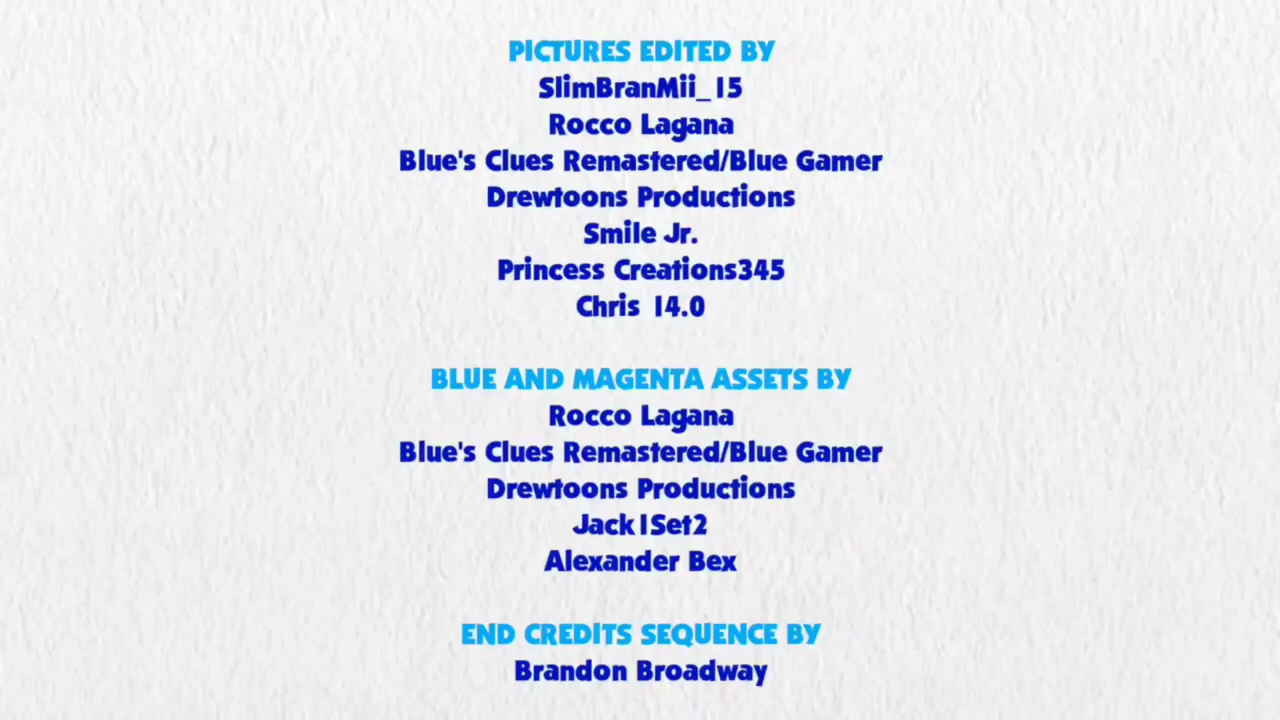 PICTURES EDITED BY
SlimBranMii_15
Rocco Lagana
Blue's Clues Remastered/Blue Gamer
Drewtoons Productions
Smile Jr.
Princess Creations345
Chris 14.0
BLUE AND MAGENTA ASSETS BY
Rocco Lagana
Blue's Clues Remastered/Blue Gamer
Drewtoons Productions
Jack1Set2
Alexander Bex
END CREDITS SEQUENCE BY
Brandon Broadway